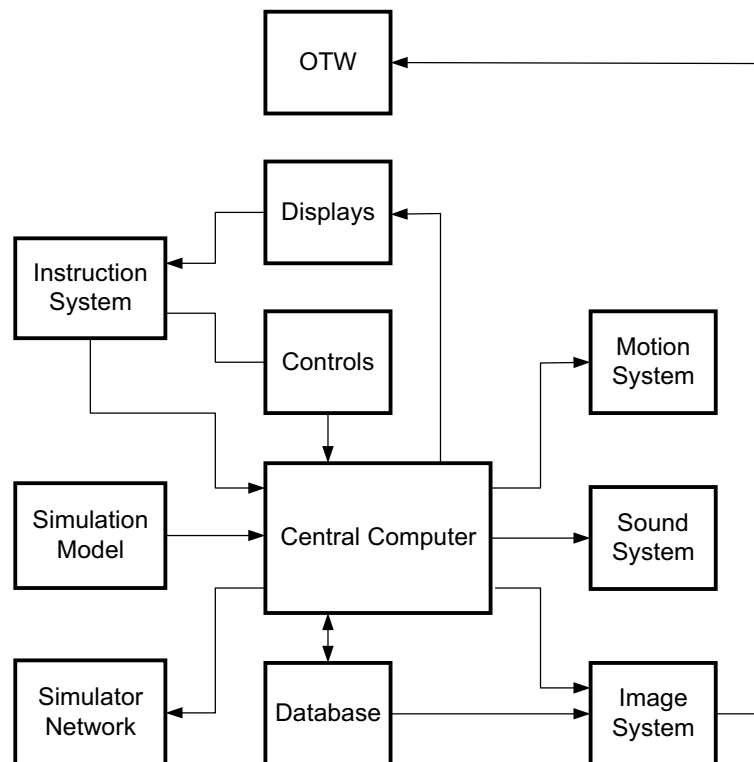 OTW
Displays
Instruction
System
Controls
Motion
System
Simulation
Model
Central Computer
Sound
System
Simulator
Network
Database
Image
System